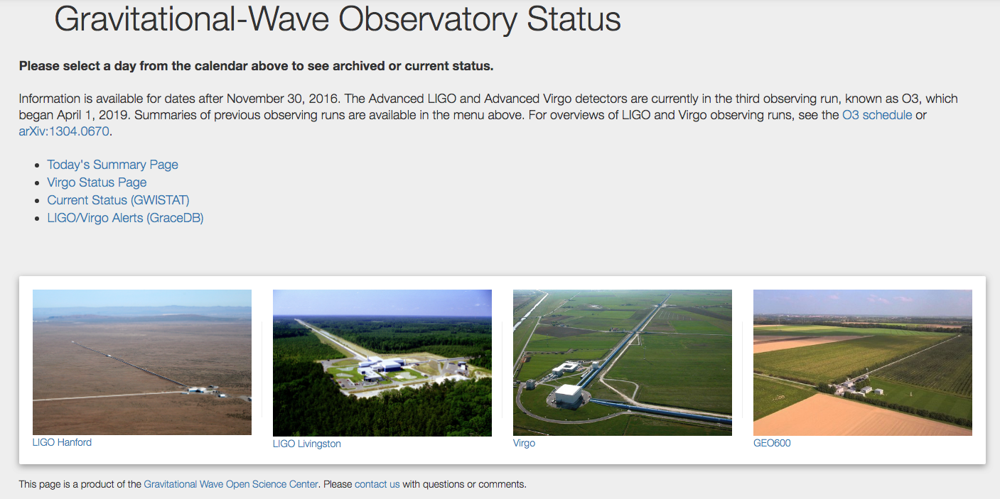 Gravitational-Wave Observatory Status
Please select a day from the calendar above to see archived or current status.
Information is available for dates after November 30, 2016. The Advanced LIGO and Advanced Virgo detectors are currently in the third observing run, known as O3, which
began April 1, 2019. Summaries of previous observing runs are available in the menu above. For overviews of LIGO and Virgo observing runs, see the O3 schedule or
arXiv:1304.0670.
• Today's Summary Page
• Virgo Status Page
• Current Status (GWISTAT)
• LIGO/Virgo Alerts (GraceDB)
LIGO Hanford
LIGO Livingston
Virgo
GEO600
This page is a product of the Gravitational Wave Open Science Center. Please contact us with questions or comments.